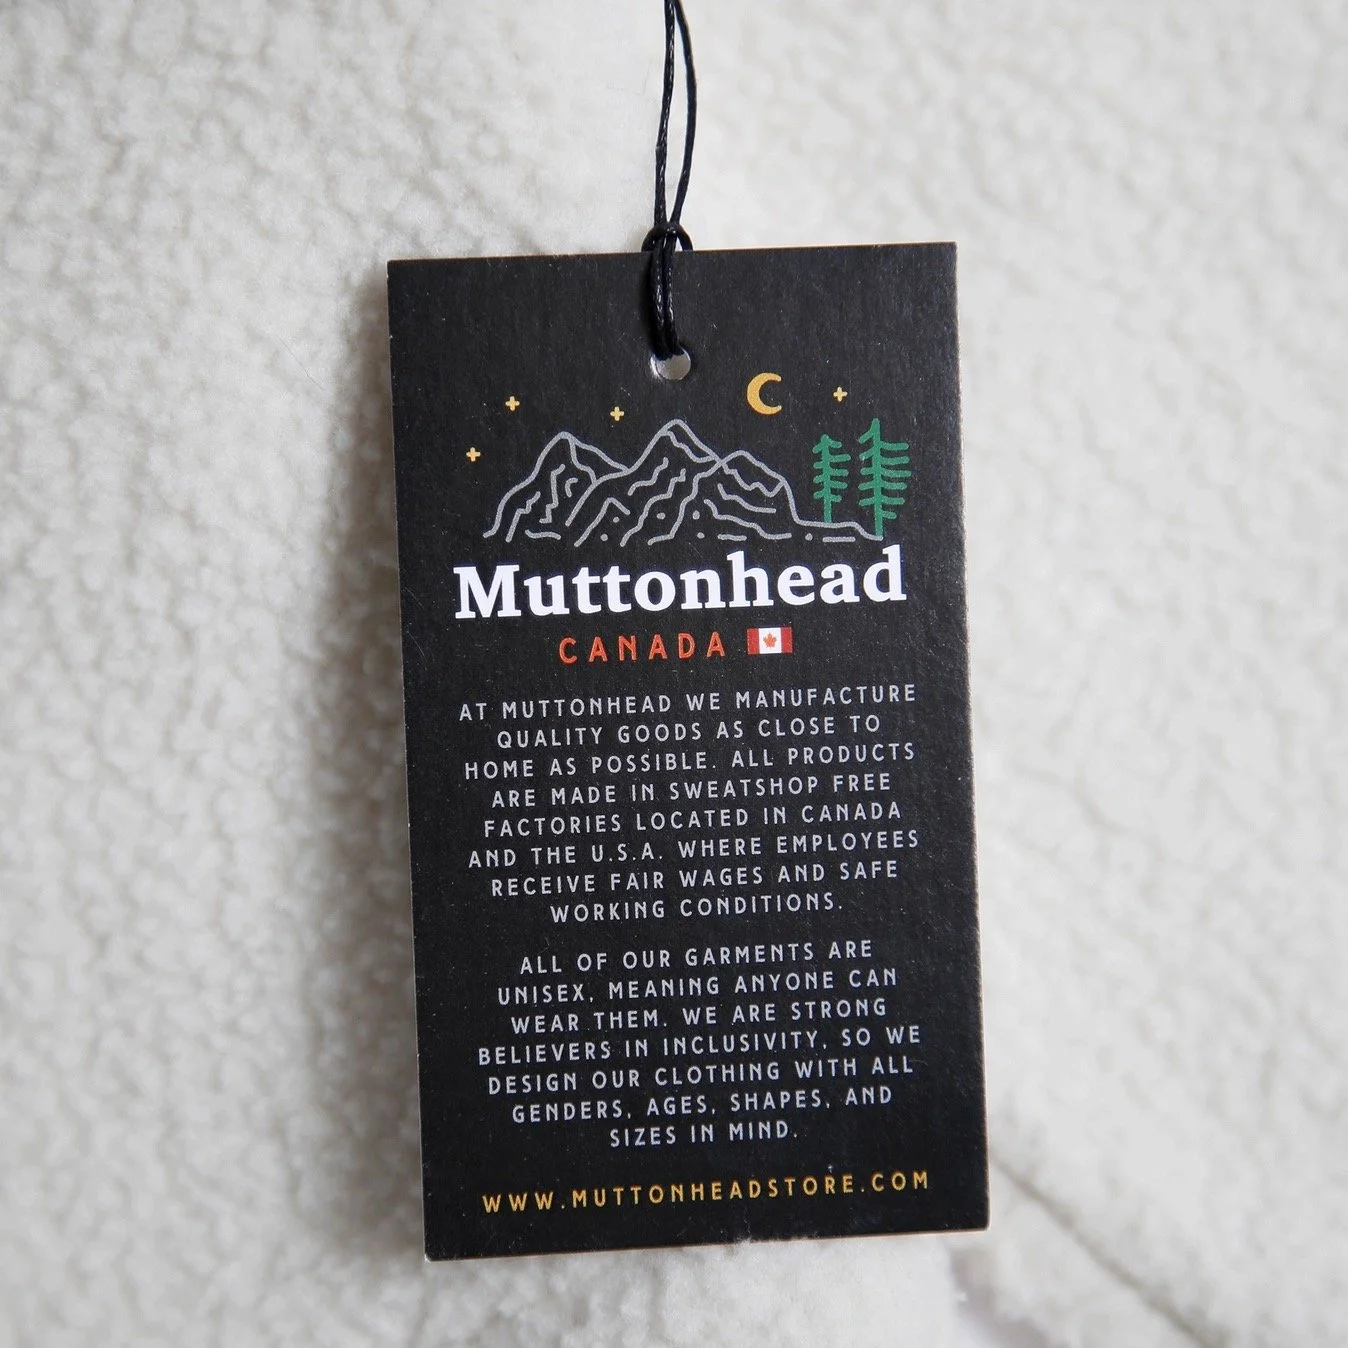 Muttonhead
CANADA
AT MUTTONHEAD WE MANUFACTURE
QUALITY GOODS AS CLOSE TO
HOME AS POSSIBLE. ALL PRODUCTS
ARE MADE IN SWEATSHOP FREE
FACTORIES LOCATED IN CANADA
AND THE U.S.A. WHERE EMPLOYEES
RECEIVE FAIR WAGES AND SAFE
WORKING CONDITIONS.
ALL OF OUR GARMENTS ARE
UNISEX, MEANING ANYONE CAN
WEAR THEM. WE ARE STRONG
BELIEVERS IN INCLUSIVITY, SO WE
DESIGN OUR CLOTHING WITH ALL
GENDERS, AGES, SHAPES, AND
SIZES IN MIND.
WWW.MUTTONHEADSTORE.COM